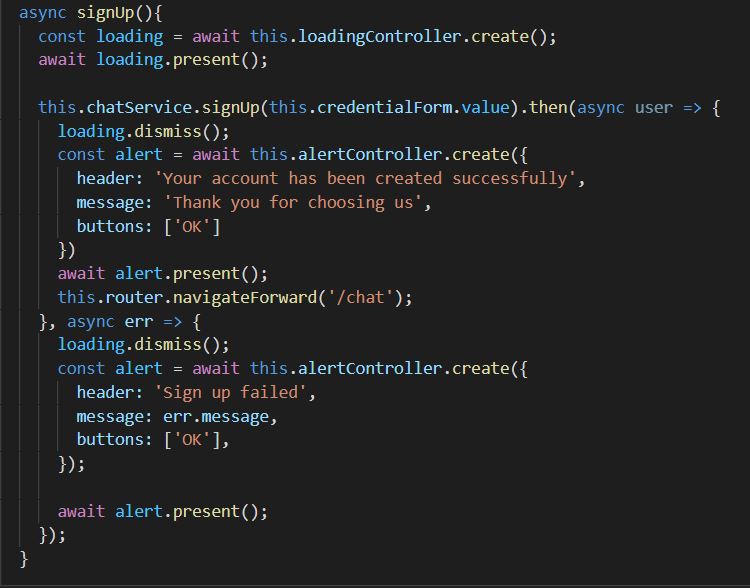 async signUp(){
  const loading = await this.loadingController.create();
  await loading.present();

  this.chatService.signUp(this.credentialForm.value).then(async user => {
    loading.dismiss();
    const alert = await this.alertController.create({
      header: 'Your account has been created successfully',
      message: 'Thank you for choosing us',
      buttons: ['OK']
    })
    await alert.present();
    this.router.navigateForward('/chat');
  }, async err => {
    loading.dismiss();
    const alert = await this.alertController.create({
      header: 'Sign up failed',
      message: err.message,
      buttons: ['OK'],
    });

    await alert.present();
  });
}